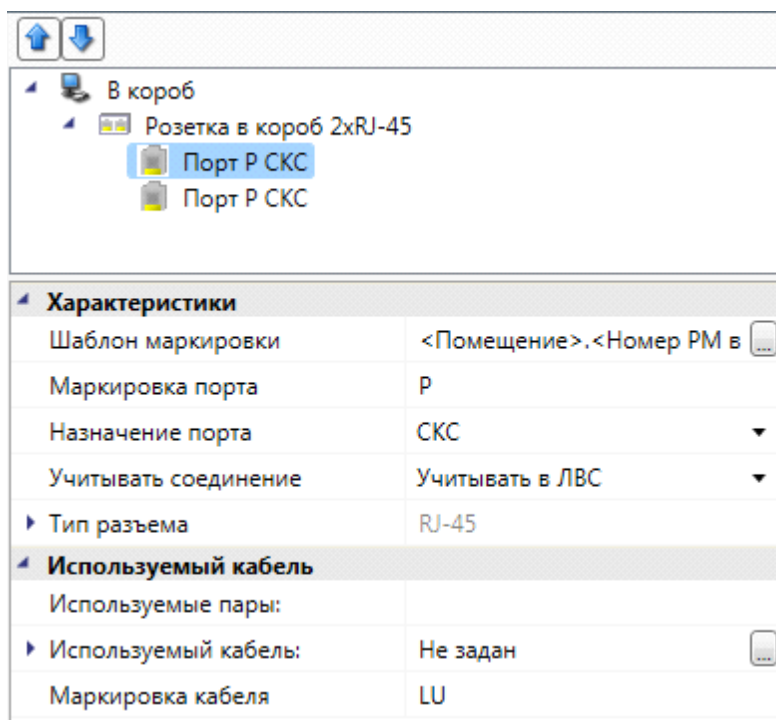 В короб
Розетка в короб 2xRJ-45
Порт Р СКС
Порт Р СКС
Характеристики
Шаблон маркировки <Помещение>.<Номер РМ в ...
Маркировка порта Р
Назначение порта СКС
Учитывать соединение Учитывать в ЛВС
Тип разъема RJ-45
Используемый кабель
Используемые пары:
Используемый кабель: Не задан ...
Маркировка кабеля LU